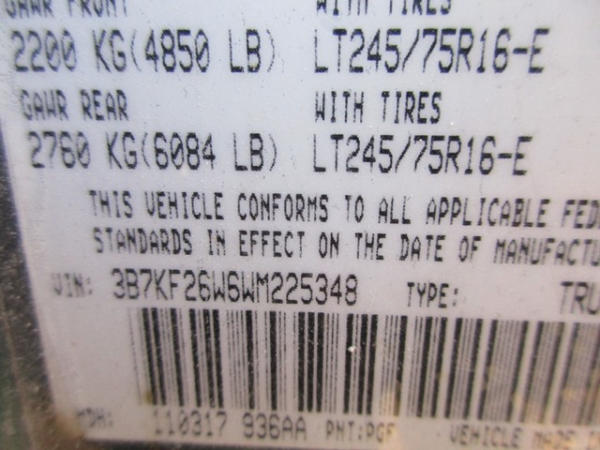 GAWR FRONT WITH TIRES
2200 KG(4850 LB) LT245/75R16-E
GAWR REAR WITH TIRES
2760 KG(6084 LB) LT245/75R16-E
THIS VEHICLE CONFORMS TO ALL APPLICABLE FED
STANDARDS IN EFFECT ON THE DATE OF MANUFACTU
VIN: 3B7KF26W6WM225348 TYPE: TRU
MDH: 110317 936AA PNT:PGF VEHICLE MADE IN